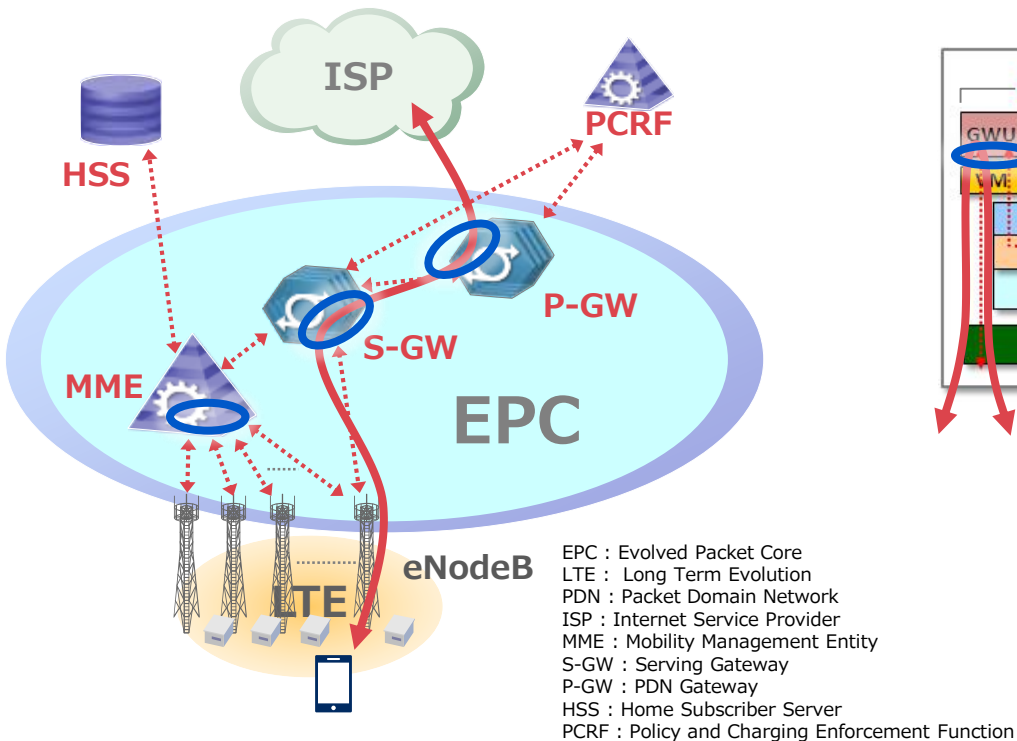 ISP
PCRF
HSS
GWU
VM
P-GW
S-GW
MME
EPC
eNodeB
LTE
EPC : Evolved Packet Core
LTE : Long Term Evolution
PDN : Packet Domain Network
ISP : Internet Service Provider
MME : Mobility Management Entity
S-GW : Serving Gateway
P-GW : PDN Gateway
HSS : Home Subscriber Server
PCRF : Policy and Charging Enforcement Function